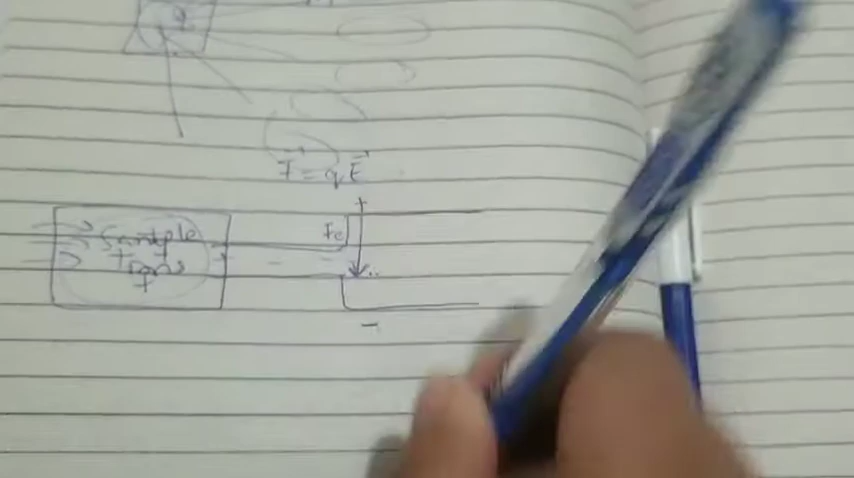 q
F = qE
+
Fe
Sample
+ions
+
-